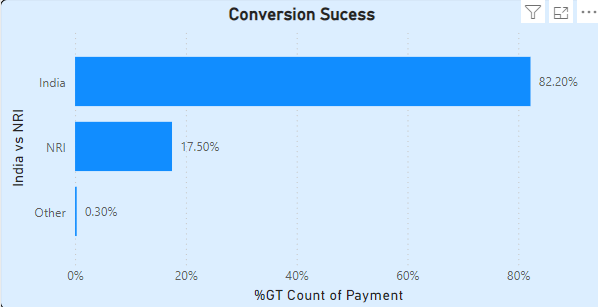 Conversion Sucess
India vs NRI
India
82.20%
NRI
17.50%
Other
0.30%
0%
20%
40%
60%
80%
%GT Count of Payment